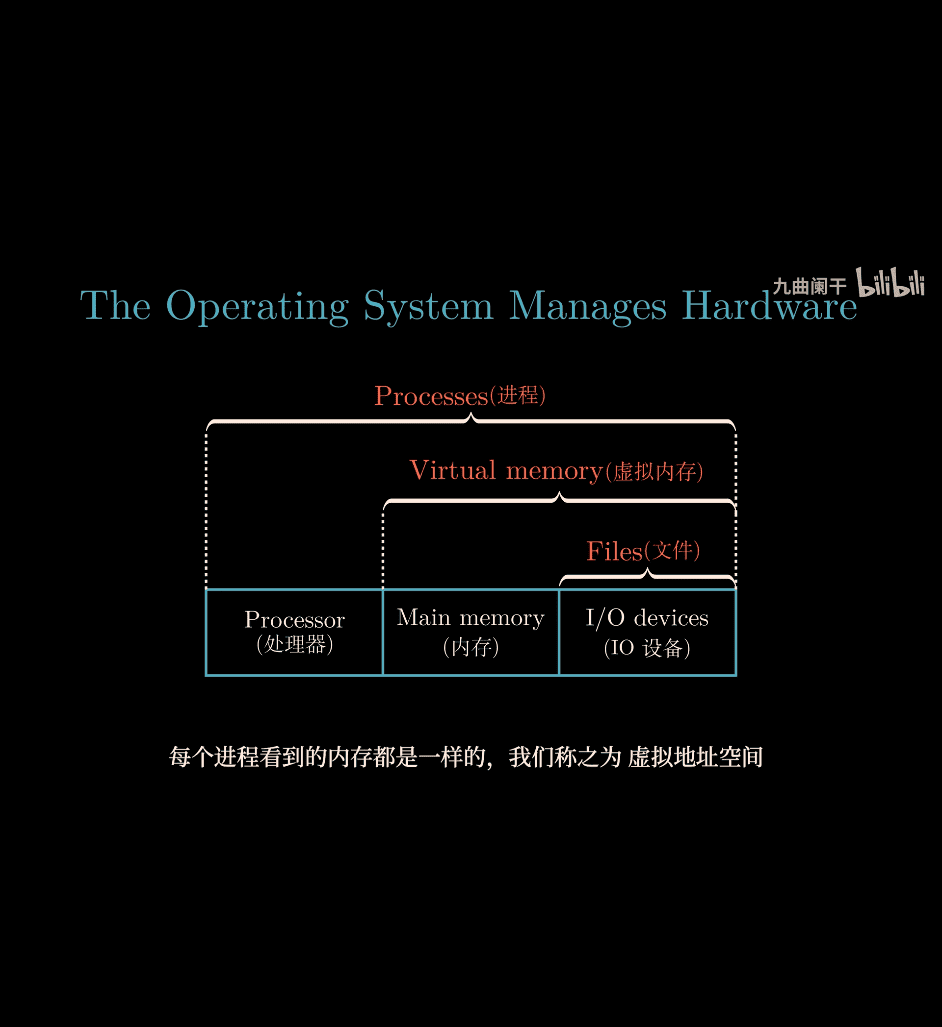 九曲阑干 bilibili
The Operating System Manages Hardware
Processes(进程)
Virtual memory(虚拟内存)
Files(文件)
Processor
(处理器)
Main memory
(内存)
I/O devices
(IO 设备)
每个进程看到的内存都是一样的，我们称之为 虚拟地址空间